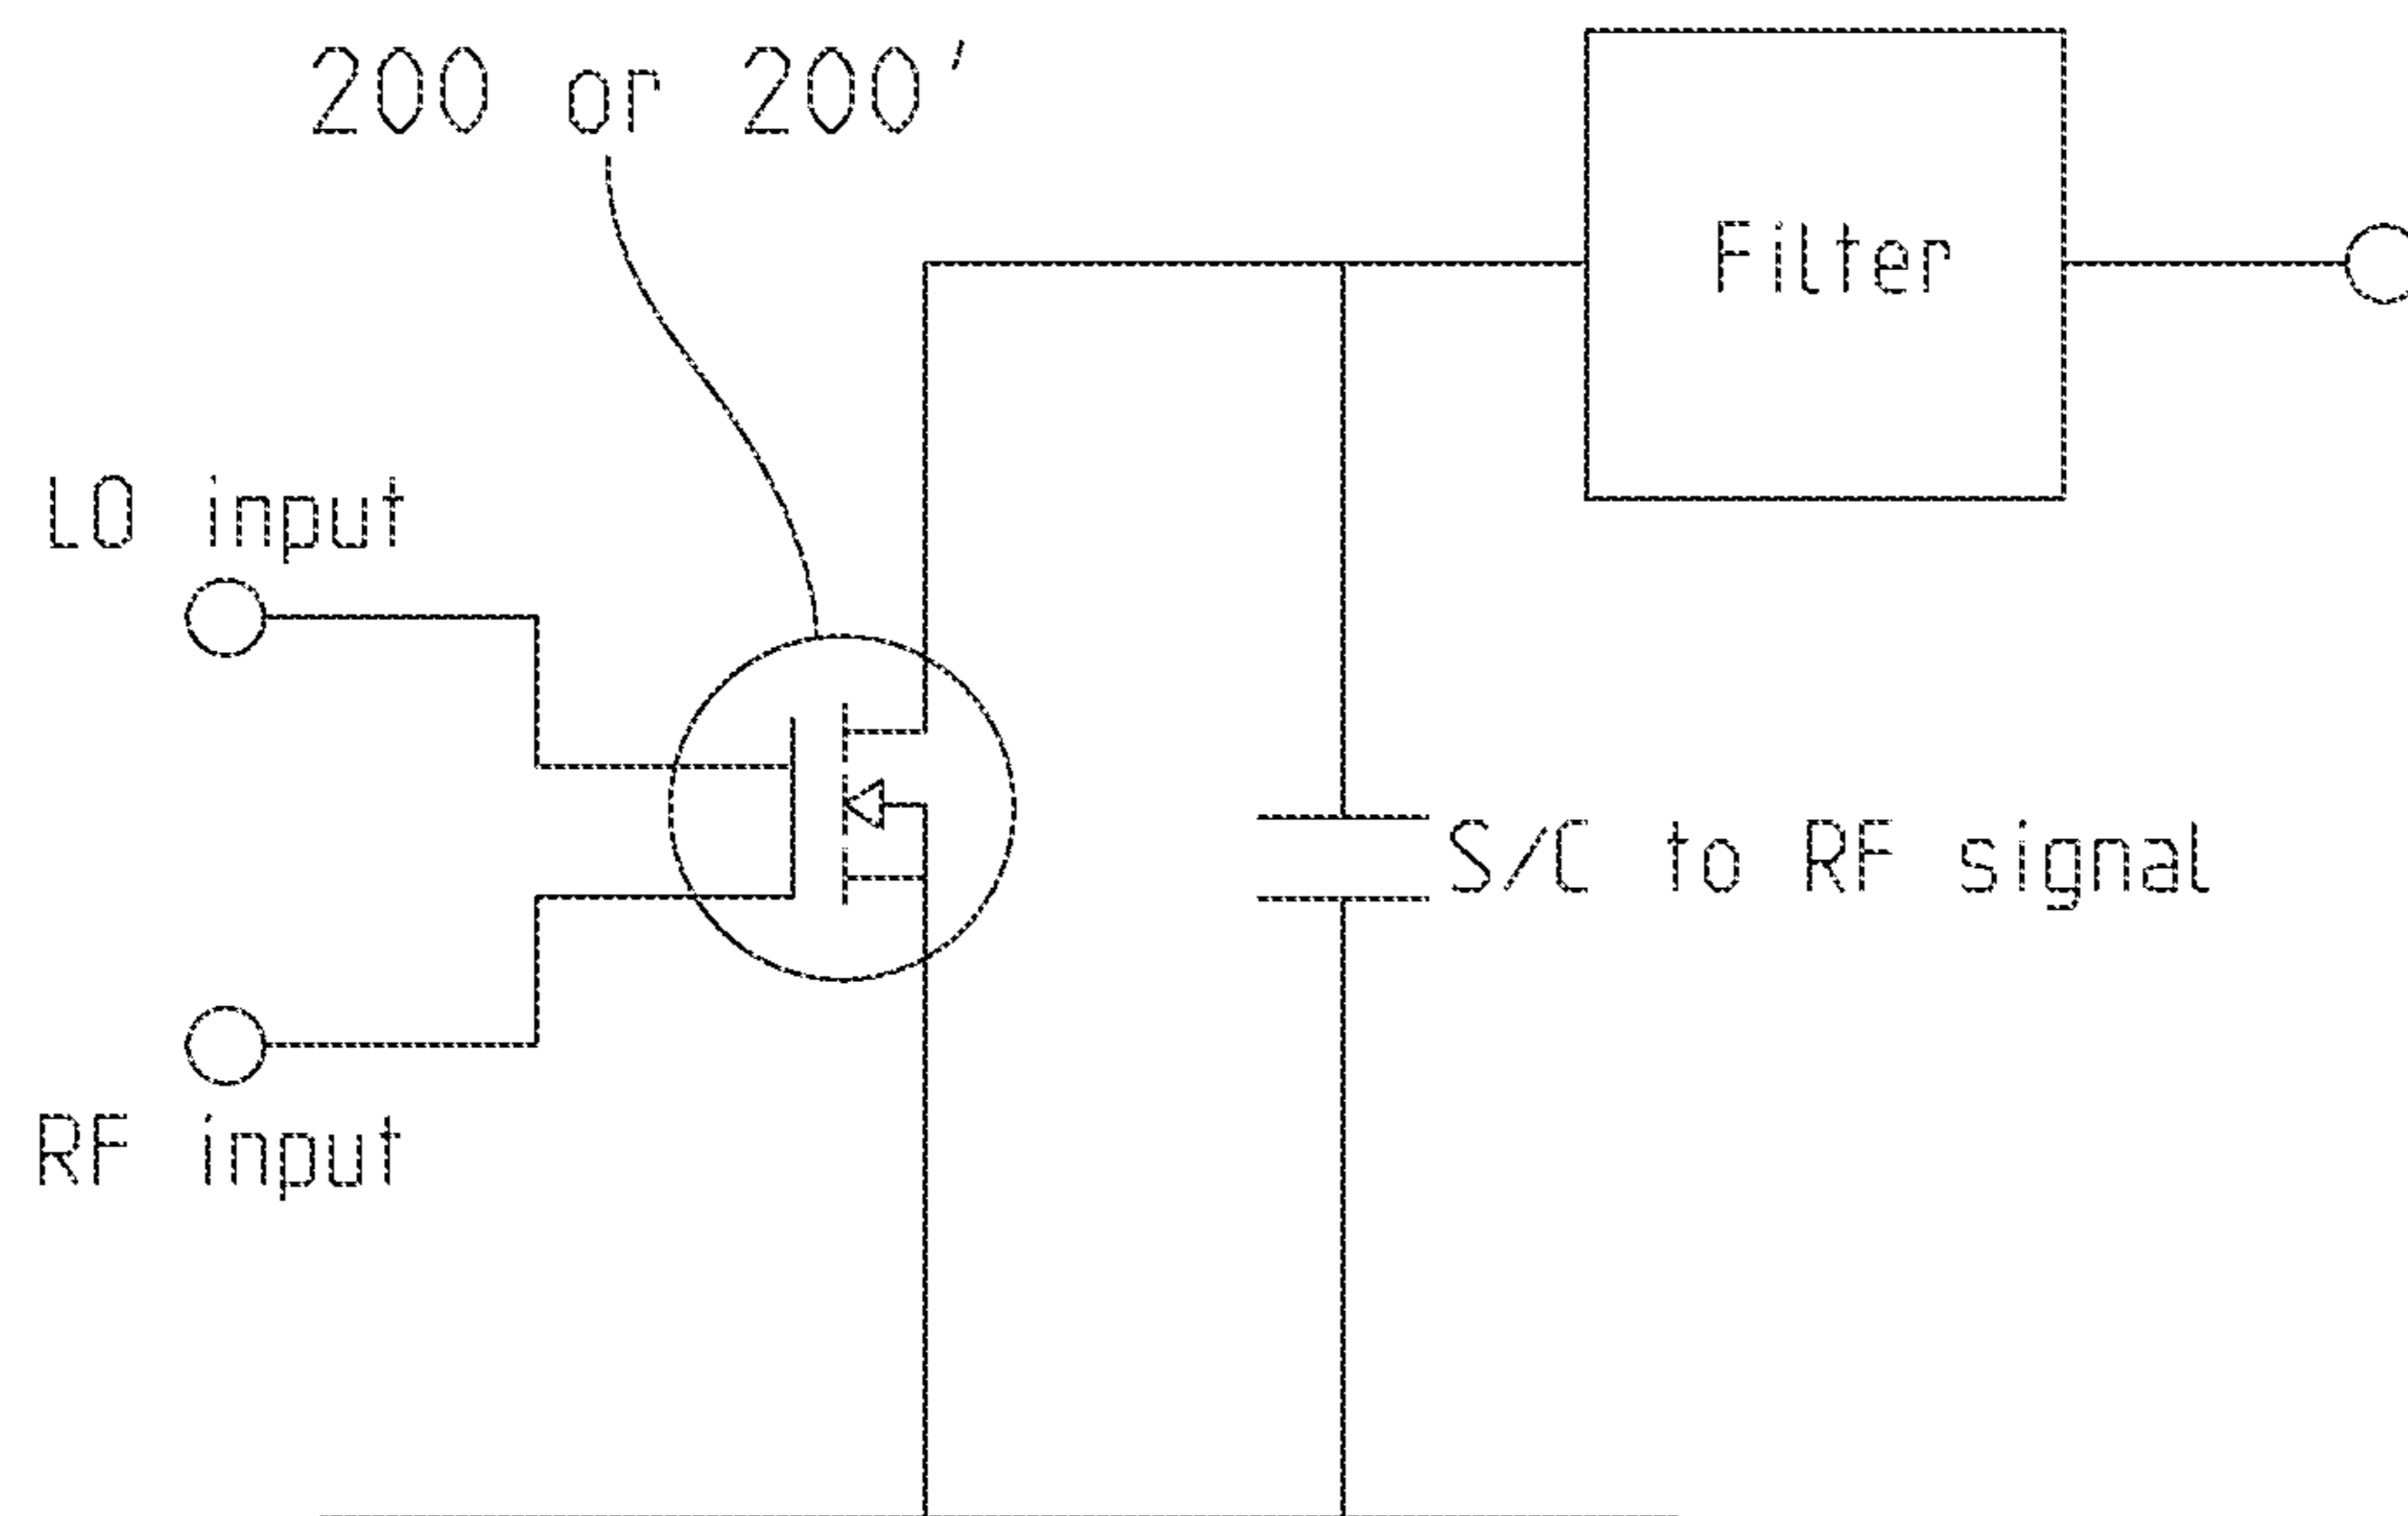 200 or 200'
Filter
LO input
S/C to RF signal
RF input